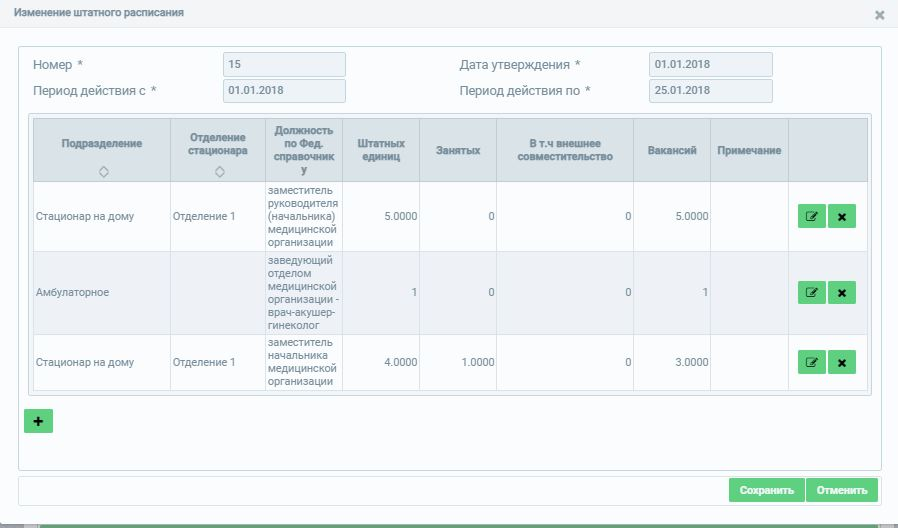 Изменение штатного расписания
Номер *
15
Дата утверждения *
01.01.2018
Период действия с *
01.01.2018
Период действия по *
25.01.2018
Подразделение
Отделение
стационара
Должность
по Фед.
справочник
у
Штатных
единиц
Занятых
В т.ч внешнее
совместительство
Вакансий
Примечание
Стационар на дому
Отделение 1
заместитель
руководителя
(начальника)
медицинской
организации
5.0000
0
0
5.0000
Амбулаторное
заведующий
отделом
медицинской
организации -
врач-акушер-
гинеколог
1
0
0
1
Стационар на дому
Отделение 1
заместитель
начальника
медицинской
организации
4.0000
1.0000
0
3.0000
Сохранить
Отменить